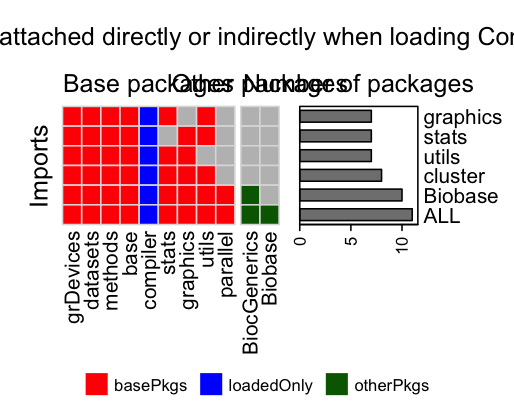 attached directly or indirectly when loading Co
Base packages Other packages Number of packages
Imports
graphics
stats
utils
cluster
Biobase
ALL
0 5 10
grDevices
datasets
methods
base
compiler
stats
graphics
utils
parallel
BiocGenerics
Biobase
basePkgs loadedOnly otherPkgs